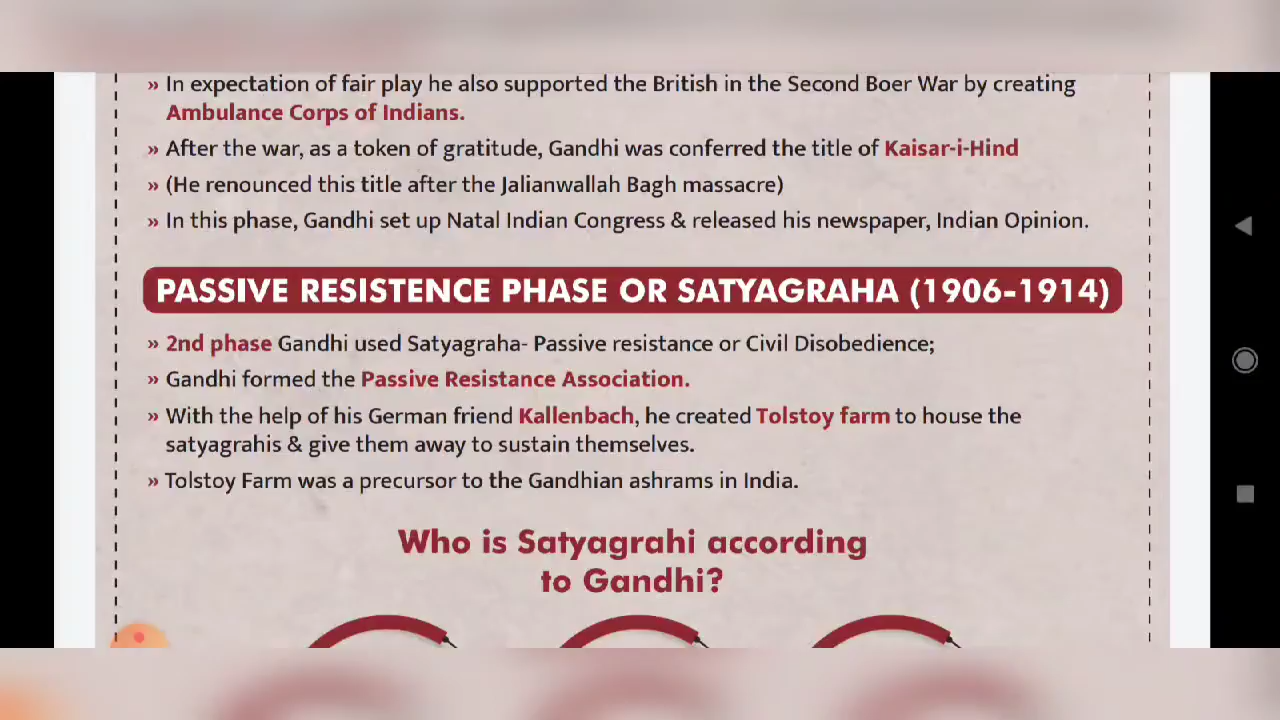 » In expectation of fair play he also supported the British in the Second Boer War by creating
Ambulance Corps of Indians.
» After the war, as a token of gratitude, Gandhi was conferred the title of Kaisar-i-Hind
» (He renounced this title after the Jalianwallah Bagh massacre)
» In this phase, Gandhi set up Natal Indian Congress & released his newspaper, Indian Opinion.
PASSIVE RESISTENCE PHASE OR SATYAGRAHA (1906-1914)
» 2nd phase Gandhi used Satyagraha- Passive resistance or Civil Disobedience;
» Gandhi formed the Passive Resistance Association.
» With the help of his German friend Kallenbach, he created Tolstoy farm to house the
satyagrahis & give them away to sustain themselves.
» Tolstoy Farm was a precursor to the Gandhian ashrams in India.
Who is Satyagrahi according
to Gandhi?